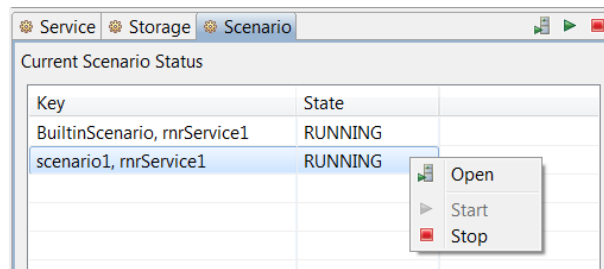 Service Storage Scenario
Current Scenario Status
Key State
BuiltinScenario, rnrService1 RUNNING
scenario1, rnrService1 RUNNING
Open
Start
Stop